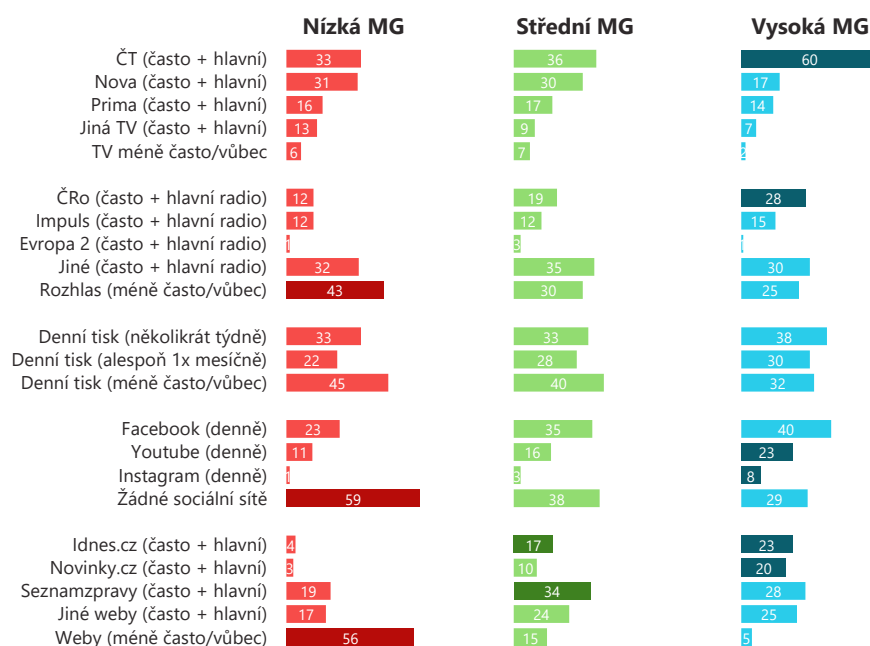 Nízká MG Střední MG Vysoká MG
ČT (často + hlavní) 33 36 60
Nova (často + hlavní) 31 30 17
Prima (často + hlavní) 16 17 14
Jiná TV (často + hlavní) 13 9 7
TV méně často/vůbec 6 7 2
ČRo (často + hlavní radio) 12 19 28
Impuls (často + hlavní radio) 12 12 15
Evropa 2 (často + hlavní radio) 1 3 1
Jiné (často + hlavní radio) 32 35 30
Rozhlas (méně často/vůbec) 43 30 25
Denní tisk (několikrát týdně) 33 33 38
Denní tisk (alespoň 1x mesíčně) 22 28 30
Denní tisk (méně často/vůbec) 45 40 32
Facebook (denně) 23 35 40
Youtube (denně) 11 16 23
Instagram (denně) 1 3 8
Žádné sociální sítě 59 38 29
Idnes.cz (často + hlavní) 4 17 23
Novinky.cz (často + hlavní) 3 10 20
Seznamzpravy (často + hlavní) 19 34 28
Jiné weby (často + hlavní) 17 24 25
Weby (méně často/vůbec) 56 15 5